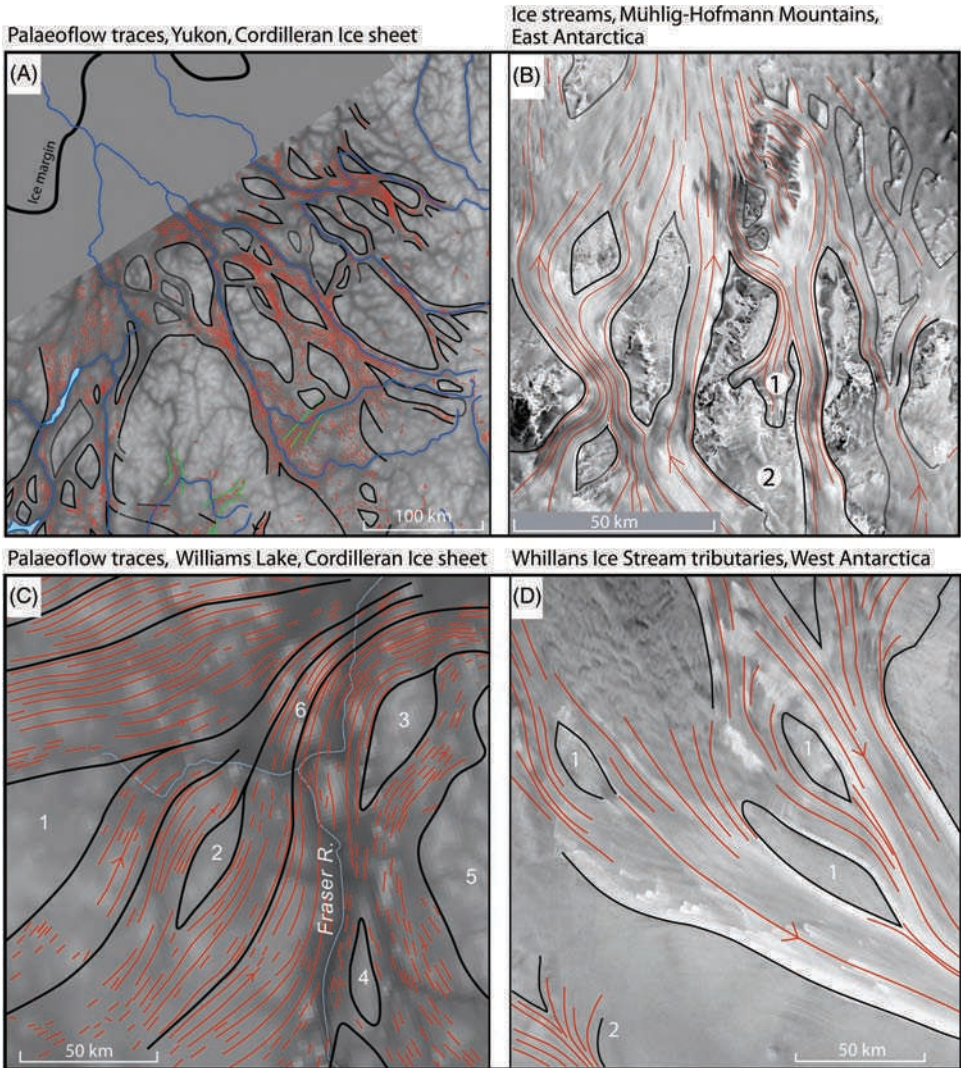 Palaeoflow traces, Yukon, Cordilleran Ice sheet
Ice streams, Mühlig-Hofmann Mountains,
East Antarctica
(A)
Ice margin
100 km
(B)
1
2
50 km
Palaeoflow traces, Williams Lake, Cordilleran Ice sheet
Whillans Ice Stream tributaries, West Antarctica
(C)
6
3
1
2
5
Fraser R.
4
50 km
(D)
1
1
1
2
50 km